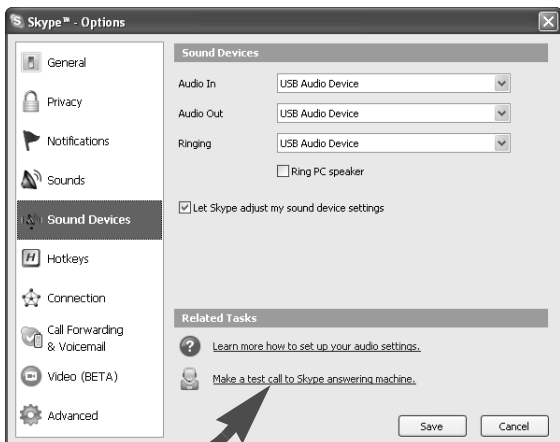 Skype™ - Options
General
Privacy
Notifications
Sounds
Sound Devices
Hotkeys
Connection
Call Forwarding
& Voicemail
Video (BETA)
Advanced
Sound Devices
Audio In
USB Audio Device
Audio Out
USB Audio Device
Ringing
USB Audio Device
Ring PC speaker
Let Skype adjust my sound device settings
Related Tasks
Learn more how to set up your audio settings.
Make a test call to Skype answering machine.
Save
Cancel